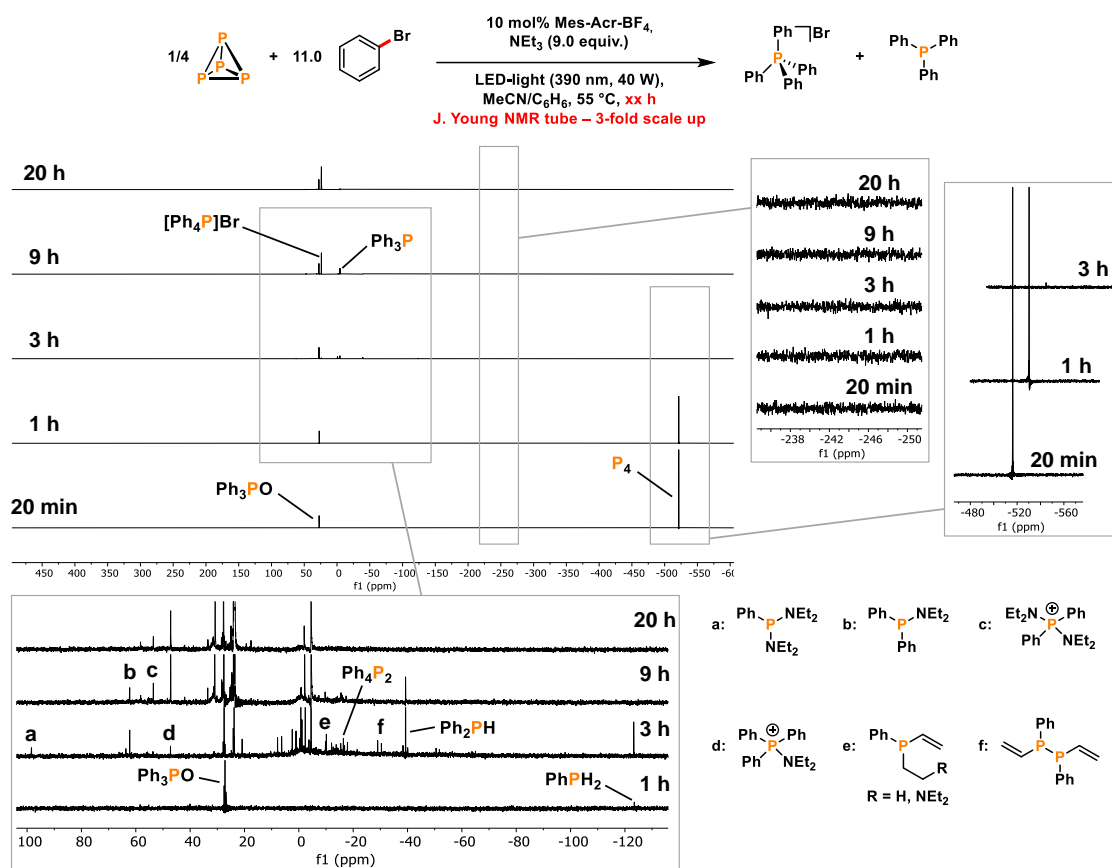 1/4 P P P P + 11.0 Br
10 mol% Mes-Acr-BF4,
NEt3 (9.0 equiv.)
LED-light (390 nm, 40 W),
MeCN/C6H6, 55 °C, xx h
J. Young NMR tube – 3-fold scale up
Ph Br
P
Ph Ph
Ph
+
Ph P Ph
Ph
20 h
[Ph4P]Br
Ph3P
9 h
3 h
1 h
Ph3PO
P4
20 min
450 400 350 300 250 200 150 100 50 0 -50 -100 -150 -200 -250 -300 -350 -400 -450 -500 -550 -60
f1 (ppm)
20 h
9 h
3 h
1 h
20 min
-238 -242 -246 -250
f1 (ppm)
3 h
1 h
20 min
-480 -520 -560
f1 (ppm)
20 h
b c
Ph4P2
9 h
a d e f
Ph2PH
3 h
Ph3PO
PhPH2
1 h
100 80 60 40 20 0 -20 -40 -60 -80 -100 -120
f1 (ppm)
a: Ph P NEt2
NEt2
b: Ph P NEt2
Ph
c: Et2N ⊕ Ph
P
Ph NEt2
d: Ph ⊕ Ph
P
Ph NEt2
e: Ph P
R
R = H, NEt2
f: Ph
P P
Ph